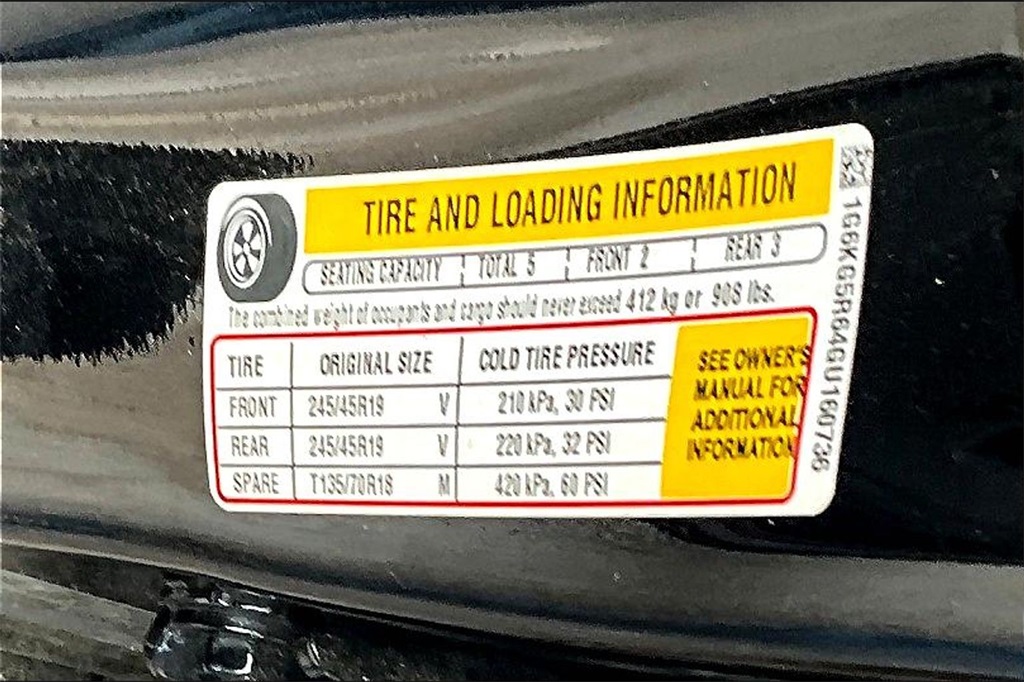 TIRE AND LOADING INFORMATION
SEATING CAPACITY TOTAL 5 FRONT 2 REAR 3
The combined weight of occupants and cargo should never exceed 412 kg or 908 lbs.
TIRE ORIGINAL SIZE COLD TIRE PRESSURE
FRONT 245/45R19 V 210 kPa, 30 PSI
REAR 245/45R19 V 220 kPa, 32 PSI
SPARE T135/70R18 M 420 kPa, 60 PSI
SEE OWNER'S
MANUAL FOR
ADDITIONAL
INFORMATION
1G6KG5R64GU160736